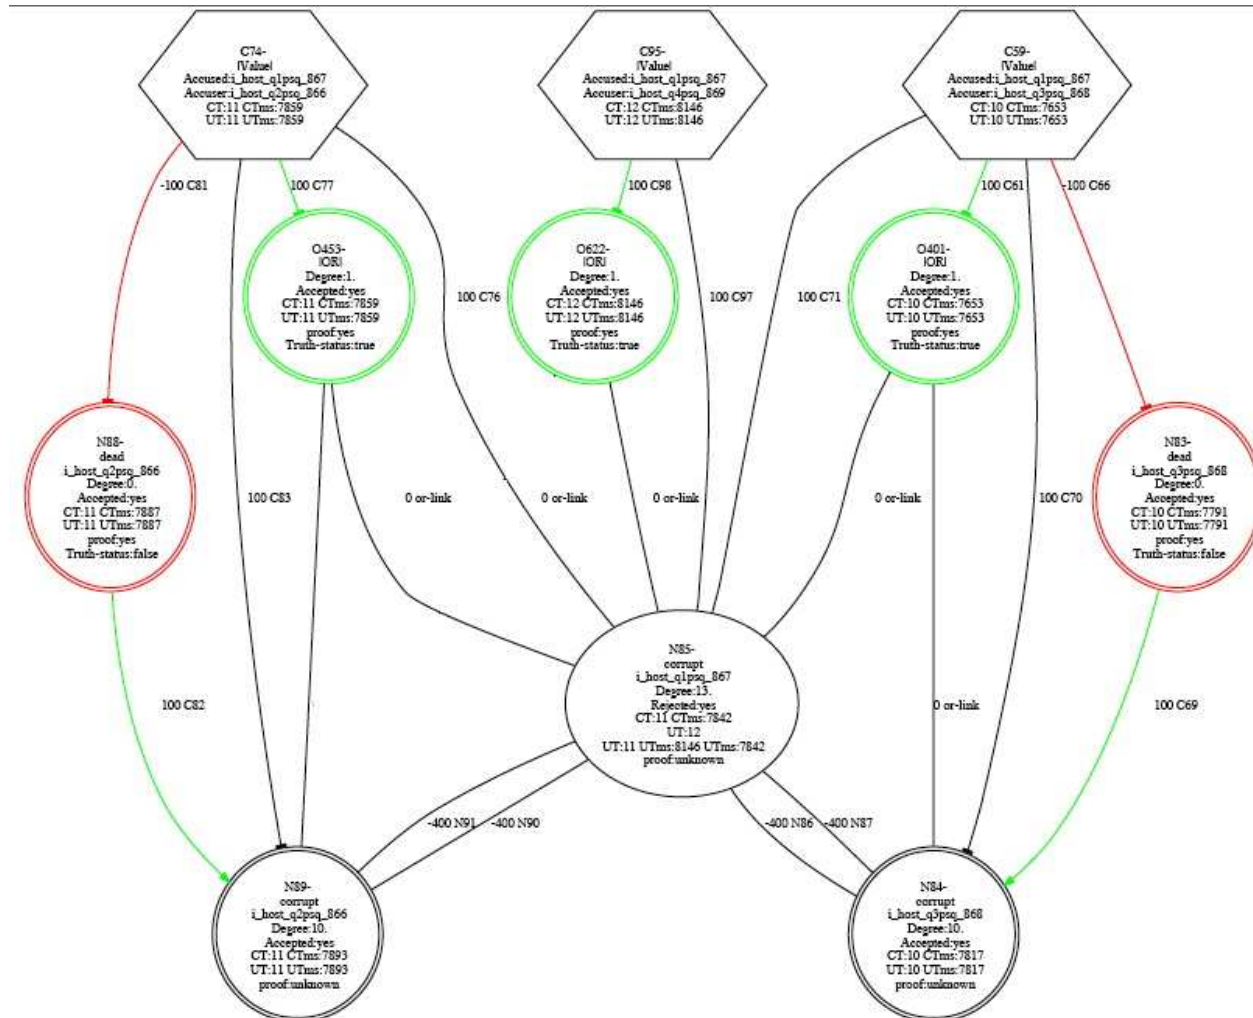 C74-
|Value|
Accused:i_host_q1psq_867
Accuser:i_host_q2psq_866
CT:11 CTms:7859
UT:11 UTms:7859
C95-
|Value|
Accused:i_host_q1psq_867
Accuser:i_host_q4psq_869
CT:12 CTms:8146
UT:12 UTms:8146
C59-
|Value|
Accused:i_host_q1psq_867
Accuser:i_host_q3psq_868
CT:10 CTms:7653
UT:10 UTms:7653
-100 C81
100 C77
100 C98
100 C61
-100 C66
O453-
|OR|
Degree:1.
Accepted:yes
CT:11 CTms:7859
UT:11 UTms:7859
proof:yes
Truth-status:true
100 C76
O622-
|OR|
Degree:1.
Accepted:yes
CT:12 CTms:8146
UT:12 UTms:8146
proof:yes
Truth-status:true
100 C97
100 C71
O401-
|OR|
Degree:1.
Accepted:yes
CT:10 CTms:7653
UT:10 UTms:7653
proof:yes
Truth-status:true
N88-
dead
i_host_q2psq_866
Degree:0.
Accepted:yes
CT:11 CTms:7887
UT:11 UTms:7887
proof:yes
Truth-status:false
100 C83
0 or-link
0 or-link
0 or-link
0 or-link
100 C70
N83-
dead
i_host_q3psq_868
Degree:0.
Accepted:yes
CT:10 CTms:7791
UT:10 UTms:7791
proof:yes
Truth-status:false
100 C82
N85-
corrupt
i_host_q1psq_867
Degree:13.
Rejected:yes
CT:11 CTms:7842
UT:12
UT:11 UTms:8146 UTms:7842
proof:unknown
0 or-link
100 C69
-400 N91
-400 N90
-400 N86
-400 N87
N89-
corrupt
i_host_q2psq_866
Degree:10.
Accepted:yes
CT:11 CTms:7893
UT:11 UTms:7893
proof:unknown
N84-
corrupt
i_host_q3psq_868
Degree:10.
Accepted:yes
CT:10 CTms:7817
UT:10 UTms:7817
proof:unknown